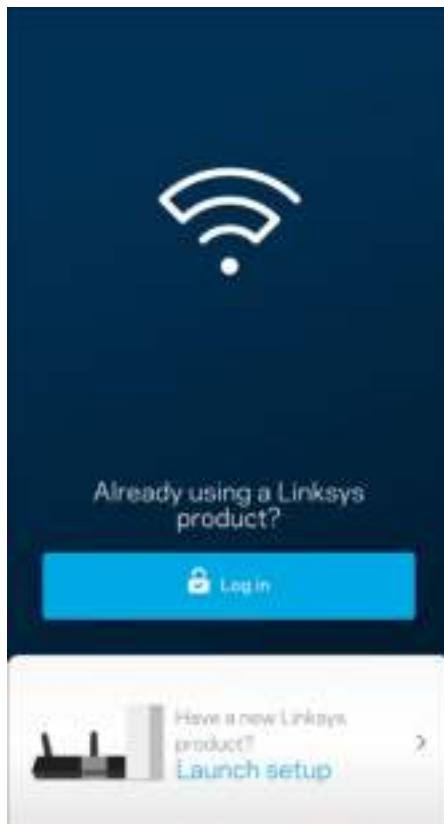 Already using a Linksys
product?
Log in
Have a new Linksys
product?
Launch setup